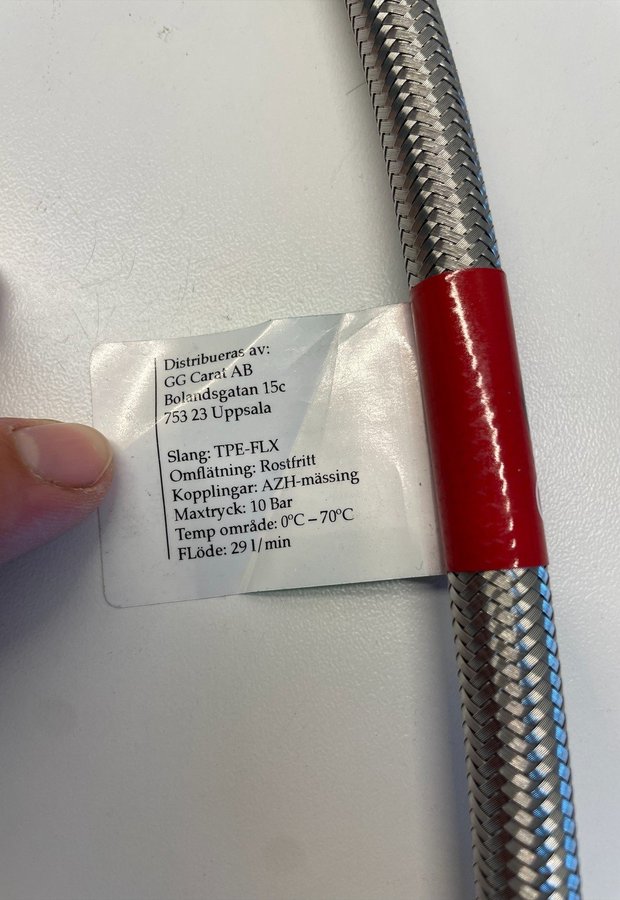 Distribueras av:
GG Carat AB
Bolandsgatan 15c
753 23 Uppsala
Slang: TPE-FLX
Omflätning: Rostfritt
Kopplingar: AZH-mässing
Maxtryck: 10 Bar
Temp område: 0°C – 70°C
FLöde: 29 l/min